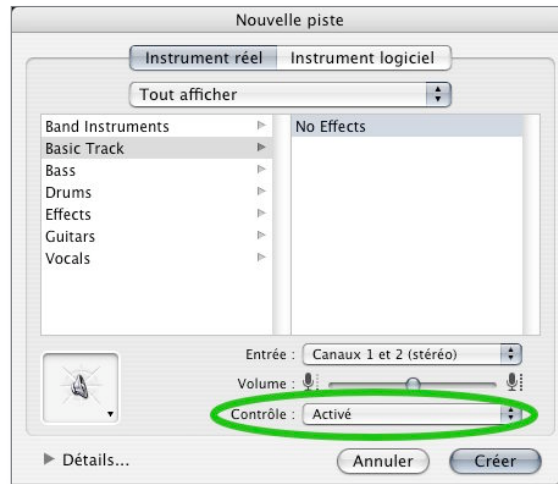 Nouvelle piste
Instrument réel Instrument logiciel
Tout afficher
Band Instruments No Effects
Basic Track
Bass
Drums
Effects
Guitars
Vocals
Entrée : Canaux 1 et 2 (stéréo)
Volume :
Contrôle : Activé
Détails... Annuler Créer